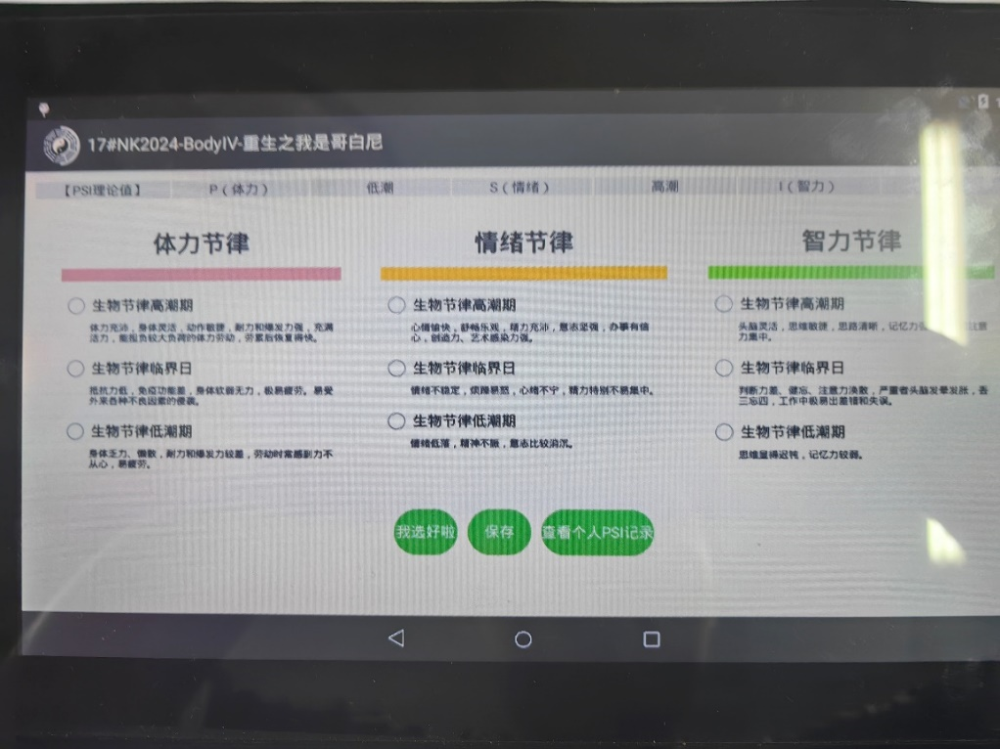 17#NK2024-BodyIV-重生之我是哥白尼
【PSI理论值】 P（体力） 低潮 S（情绪） 高潮 I（智力）
体力节律 情绪节律 智力节律
生物节律高潮期
体力充沛，身体灵活，动作敏捷，耐力和爆发力强，充满
活力，能担负较大负荷的体力劳动，劳累后恢复得快。
生物节律临界日
抵抗力低，免疫功能差，身体软弱无力，极易疲劳。易受
外来各种不良因素的侵袭。
生物节律低潮期
身体乏力、懒散，耐力和爆发力较差，劳动时常感到力不
从心，易疲劳。
生物节律高潮期
心情愉快，舒畅乐观，精力充沛，意志坚强，办事有信
心，创造力、艺术感染力强。
生物节律临界日
情绪不稳定，烦躁易怒，心绪不宁，精力特别不易集中。
生物节律低潮期
情绪低落，精神不振，意志比较消沉。
生物节律高潮期
头脑灵活，思维敏捷，思路清晰，记忆力 注意
力集中。
生物节律临界日
判断力差、健忘、注意力涣散，严重者头脑发晕发胀，丢
三忘四，工作中极易出差错和失误。
生物节律低潮期
思维显得迟钝，记忆力较弱。
我选好啦 保存 查看个人PSI记录